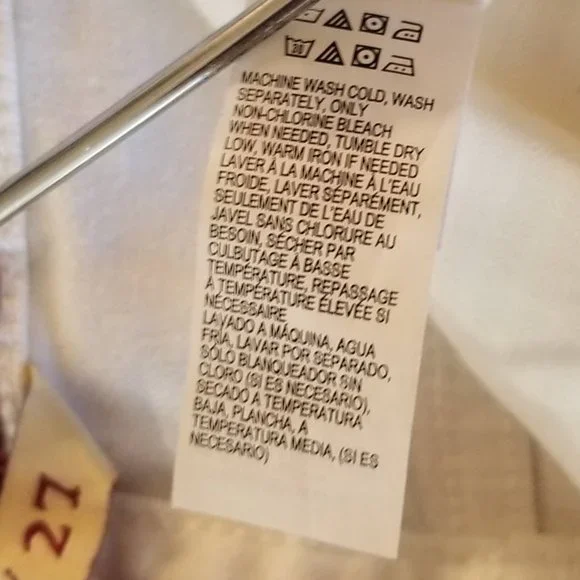 30
MACHINE WASH COLD, WASH
SEPARATELY, ONLY
NON-CHLORINE BLEACH
WHEN NEEDED, TUMBLE DRY
LOW, WARM IRON IF NEEDED
LAVER À LA MACHINE À L'EAU
FROIDE, LAVER SÉPARÉMENT,
SEULEMENT DE L'EAU DE
JAVEL SANS CHLORURE AU
BESOIN, SÉCHER PAR
CULBUTAGE À BASSE
TEMPÉRATURE, REPASSAGE
À TEMPÉRATURE ÉLEVÉE SI
NÉCESSAIRE
LAVADO A MÁQUINA, AGUA
FRÍA, LAVAR POR SEPARADO,
SÓLO BLANQUEADOR SIN
CLORO (SI ES NECESARIO),
SECADO A TEMPERATURA
BAJA, PLANCHA, A
TEMPERATURA MEDIA, (SI ES
NECESARIO)
27